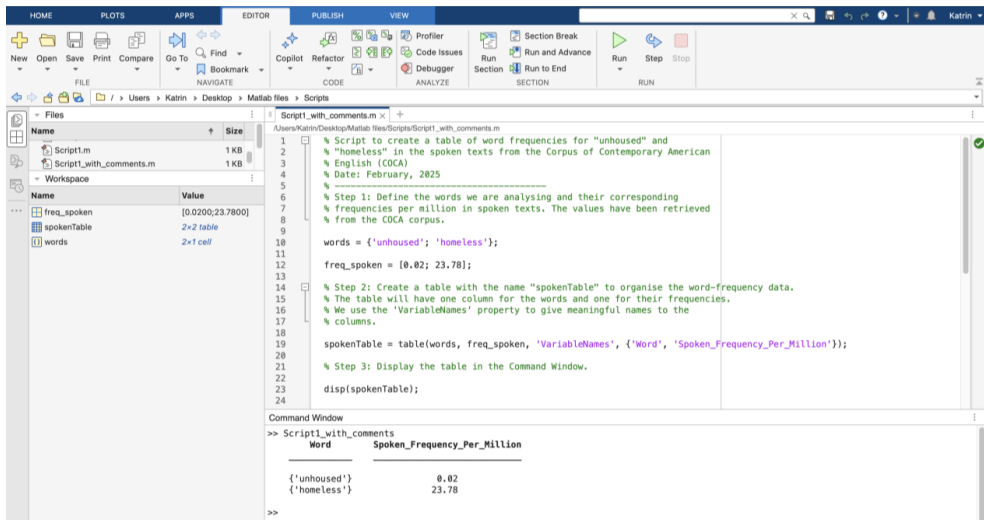 HOME PLOTS APPS EDITOR PUBLISH VIEW Katrin
New Open Save Print Compare Go To Find Bookmark Copilot Refactor Profiler Code Issues Debugger Run Section Section Break Run and Advance Run to End Run Step Stop
FILE NAVIGATE CODE ANALYZE SECTION RUN
/ Users Katrin Desktop Matlab files Scripts
Files
Name Size
Script1.m 1 KB
Script1_with_comments.m 1 KB
Workspace
Name Value
freq_spoken [0.0200;23.7800]
spokenTable 2×2 table
words 2×1 cell
Script1_with_comments.m
/Users/Katrin/Desktop/Matlab files/Scripts/Script1_with_comments.m
1 % Script to create a table of word frequencies for "unhoused" and
2 % "homeless" in the spoken texts from the Corpus of Contemporary American
3 % English (COCA)
4 % Date: February, 2025
5 % ------------------------------------------
6 % Step 1: Define the words we are analysing and their corresponding
7 % frequencies per million in spoken texts. The values have been retrieved
8 % from the COCA corpus.
9
10 words = {'unhoused'; 'homeless'};
11
12 freq_spoken = [0.02; 23.78];
13
14 % Step 2: Create a table with the name "spokenTable" to organise the word-frequency data.
15 % The table will have one column for the words and one for their frequencies.
16 % We use the 'VariableNames' property to give meaningful names to the
17 % columns.
18
19 spokenTable = table(words, freq_spoken, 'VariableNames', {'Word', 'Spoken_Frequency_Per_Million'});
20
21 % Step 3: Display the table in the Command Window.
22
23 disp(spokenTable);
24
Command Window
>> Script1_with_comments
Word Spoken_Frequency_Per_Million
{'unhoused'} 0.02
{'homeless'} 23.78
>>